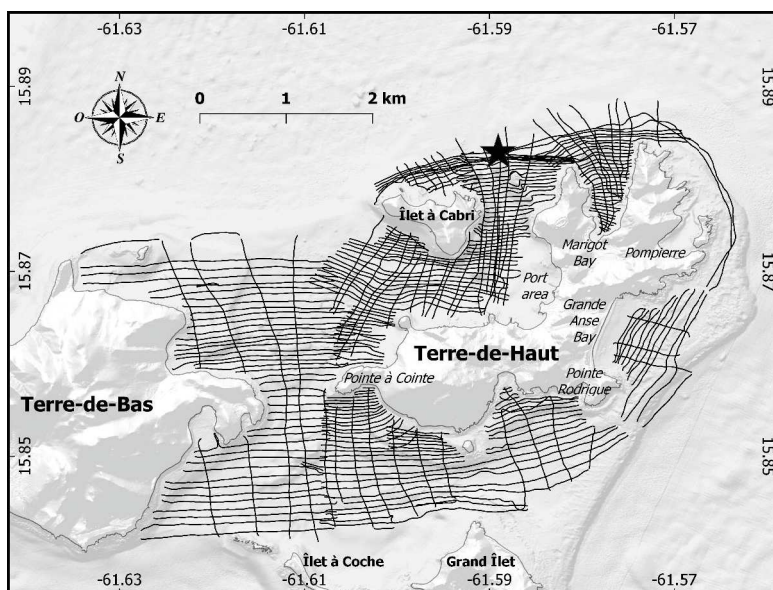 -61.63 -61.61 -61.59 -61.57
15.89 15.89
N
O E
S
0 1 2 km
Îlet à Cabri
Marigot
Bay
Pompierre
15.87 15.87
Port
area
Grande
Anse
Bay
Terre-de-Haut
Pointe à Cointe
Pointe
Rodrigue
Terre-de-Bas
15.85 15.85
Îlet à Coche Grand Îlet
-61.63 -61.61 -61.59 -61.57